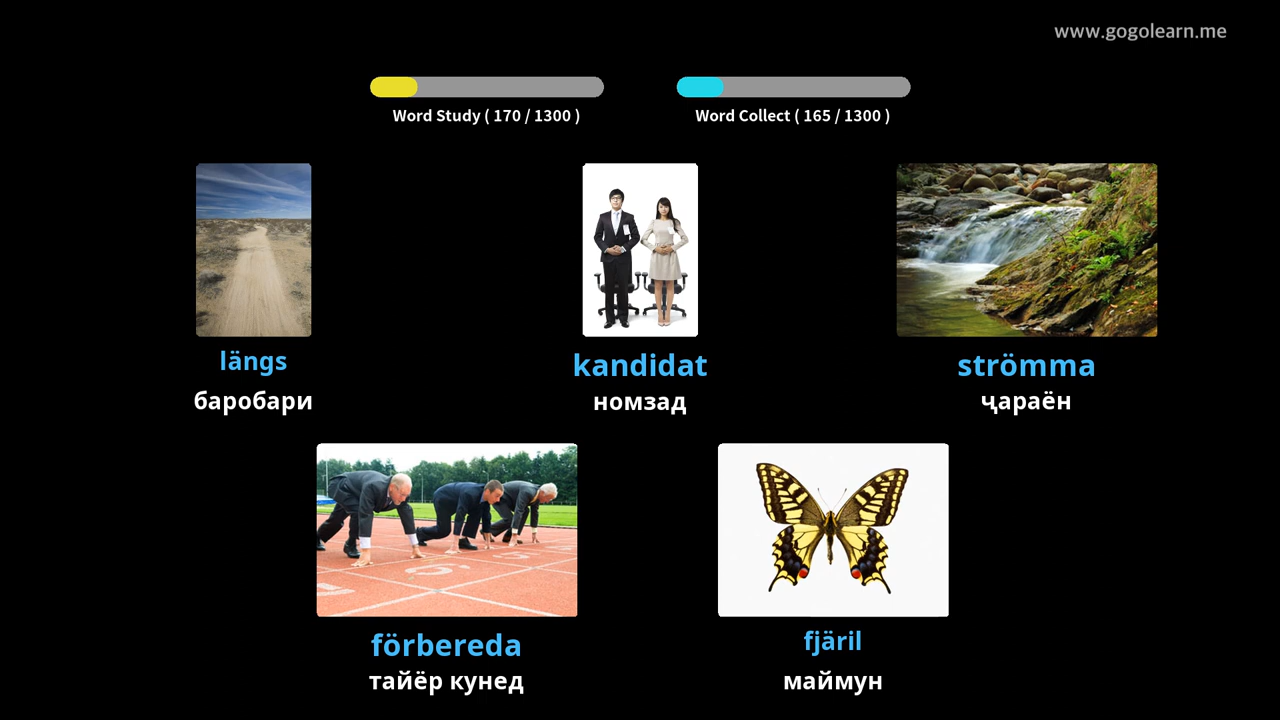 www.gogolearn.me
Word Study ( 170 / 1300 )
Word Collect ( 165 / 1300 )
längs
баробари
kandidat
номзад
strömma
ҷараён
förbereda
тайёр кунед
fjäril
маймун